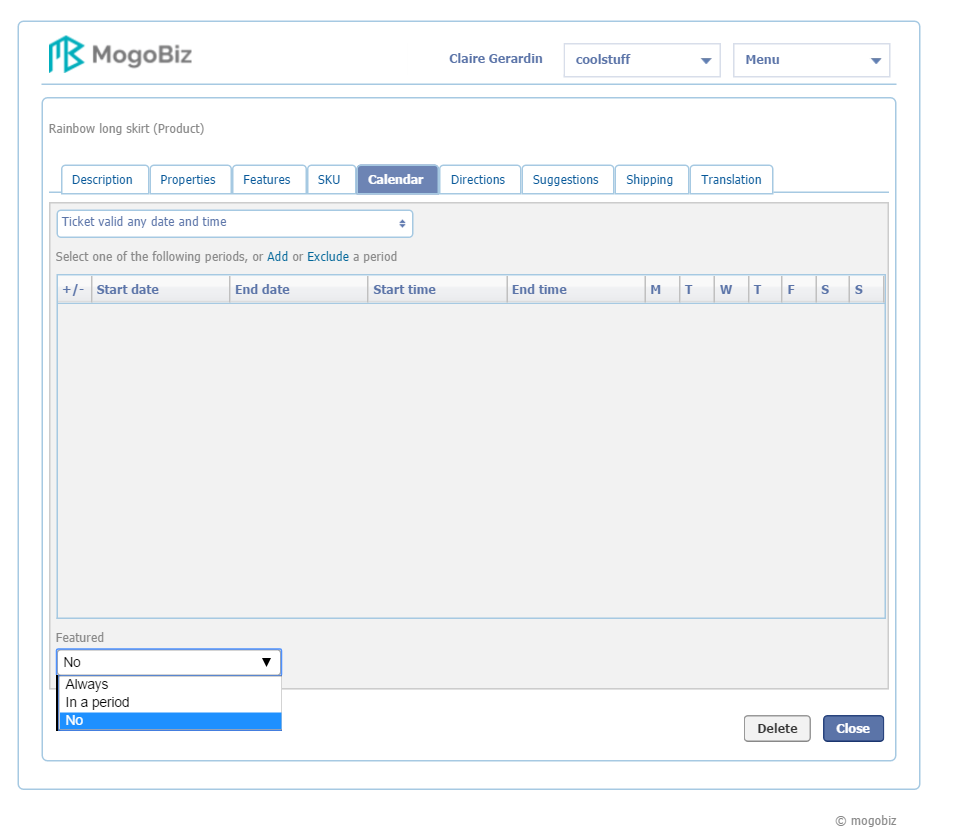 MogoBiz
Claire Gerardin coolstuff Menu
Rainbow long skirt (Product)
Description Properties Features SKU Calendar Directions Suggestions Shipping Translation
Ticket valid any date and time
Select one of the following periods, or Add or Exclude a period
+/- Start date End date Start time End time M T W T F S S
Featured
No
Always
In a period
No
Delete Close
© mogobiz